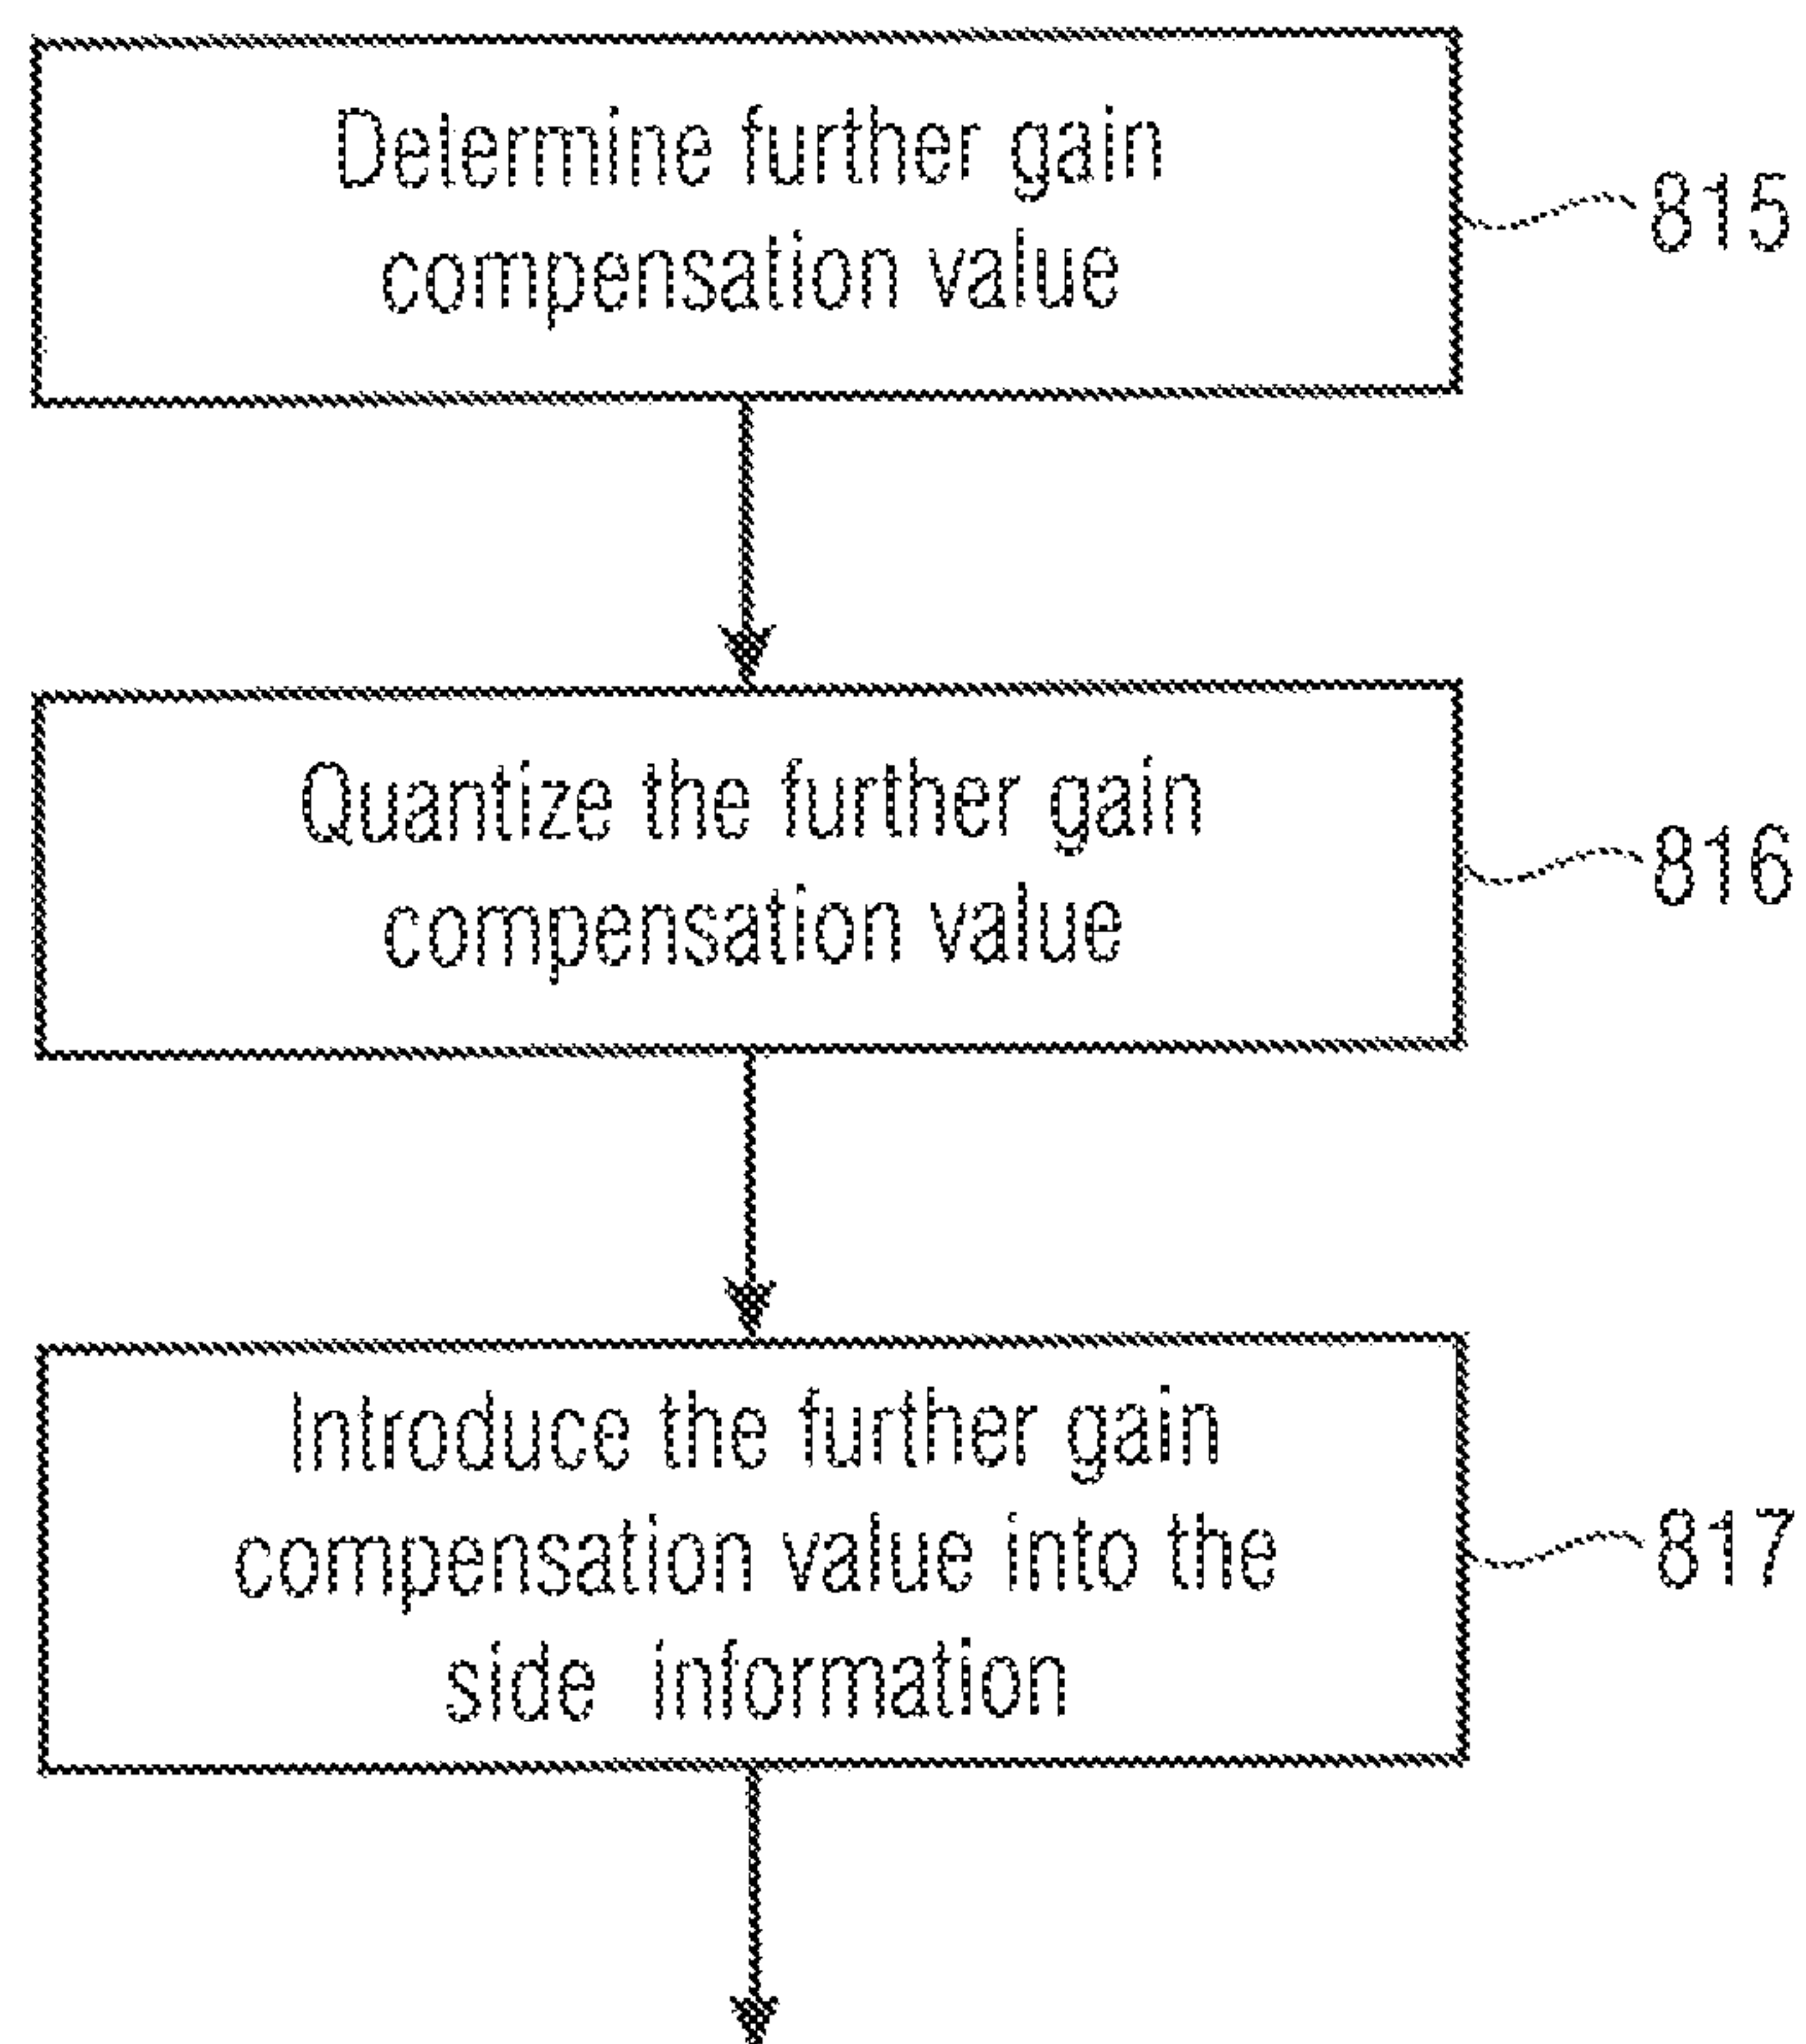 Determine further gain
compensation value
815
Quantize the further gain
compensation value
816
Introduce the further gain
compensation value into the
side information
817